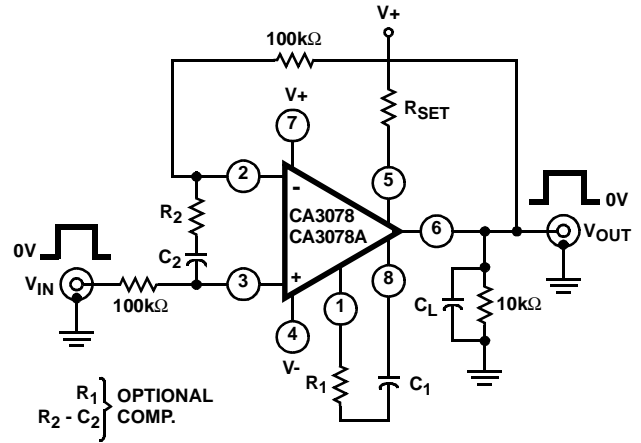 V+
100kΩ
RSET
V+
7
2
5
-
R2
CA3078
CA3078A
6
0V
VOUT
0V
C2
VIN
3
+
100kΩ
1
8
CL
10kΩ
4
V-
R1
C1
R1 } OPTIONAL
R2 - C2 } COMP.